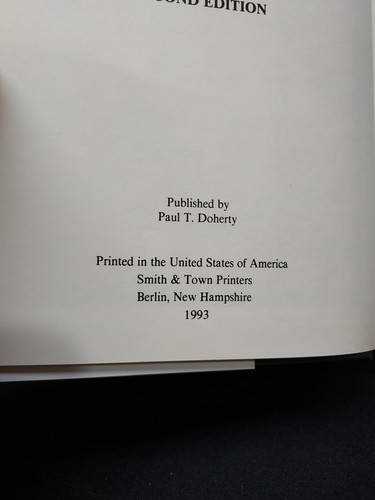 EDITION
Published by
Paul T. Doherty
Printed in the United States of America
Smith & Town Printers
Berlin, New Hampshire
1993